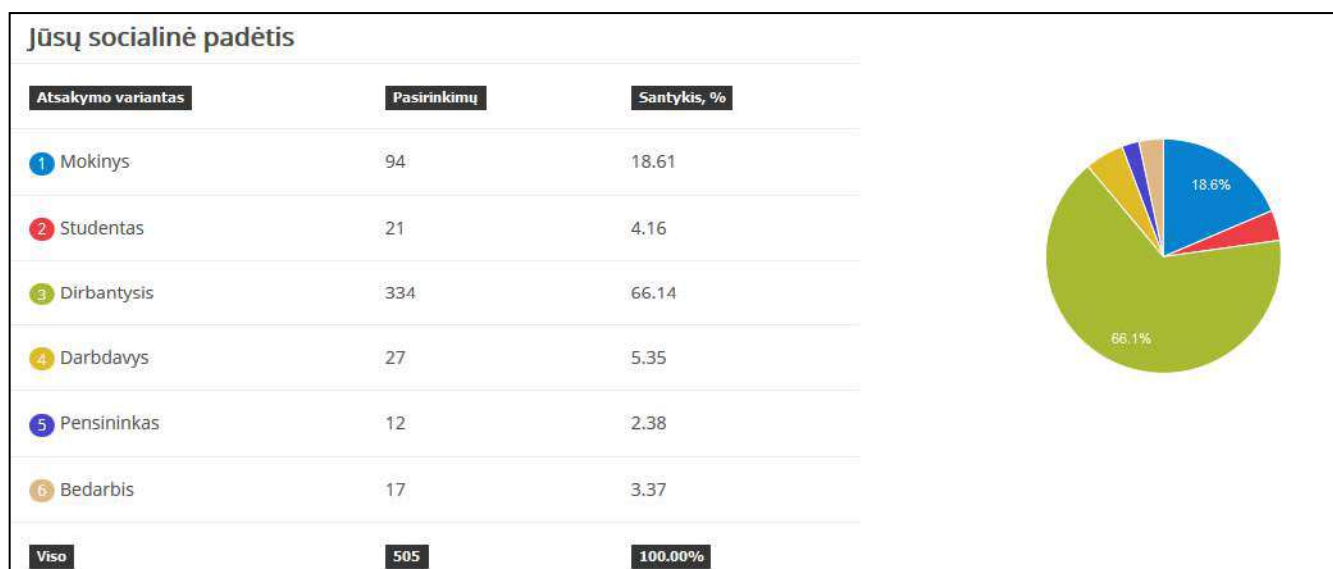 Jūsų socialinė padėtis
Atsakymo variantas Pasirinkimų Santykis, %
1 Mokinys 94 18.61
2 Studentas 21 4.16
3 Dirbantysis 334 66.14
4 Darbdavys 27 5.35
5 Pensininkas 12 2.38
6 Bedarbis 17 3.37
Viso 505 100.00%
18.6%
66.1%